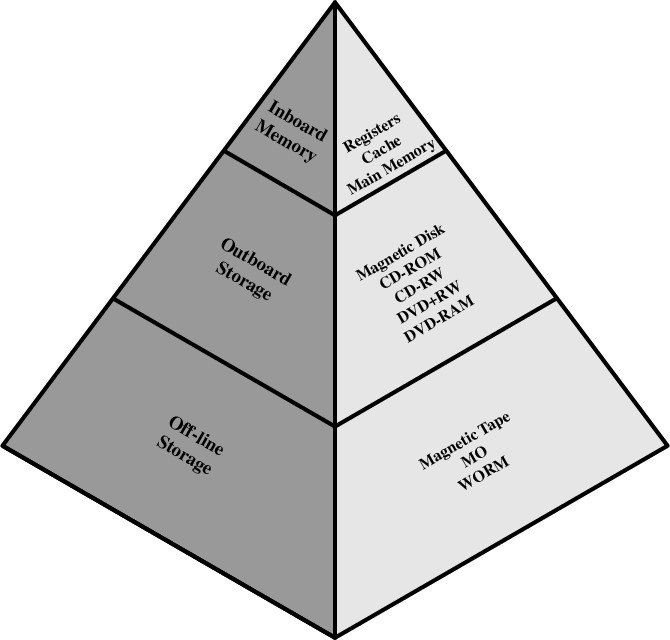 Inboard
Memory
Registers
Cache
Main Memory
Outboard
Storage
Magnetic Disk
CD-ROM
CD-RW
DVD+RW
DVD-RAM
Off-line
Storage
Magnetic Tape
MO
WORM